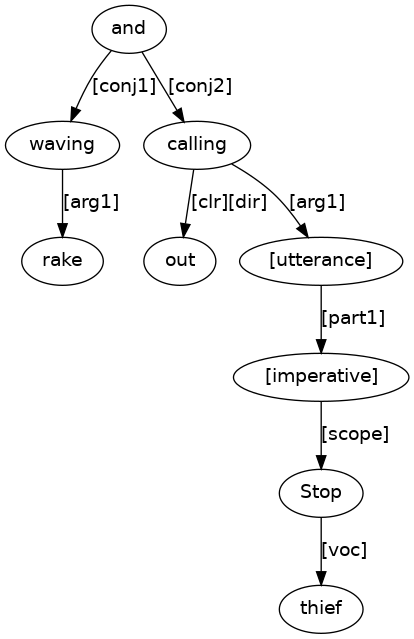 and
[conj1] [conj2]
waving calling
[arg1] [clr][dir] [arg1]
rake out [utterance]
[part1]
[imperative]
[scope]
Stop
[voc]
thief